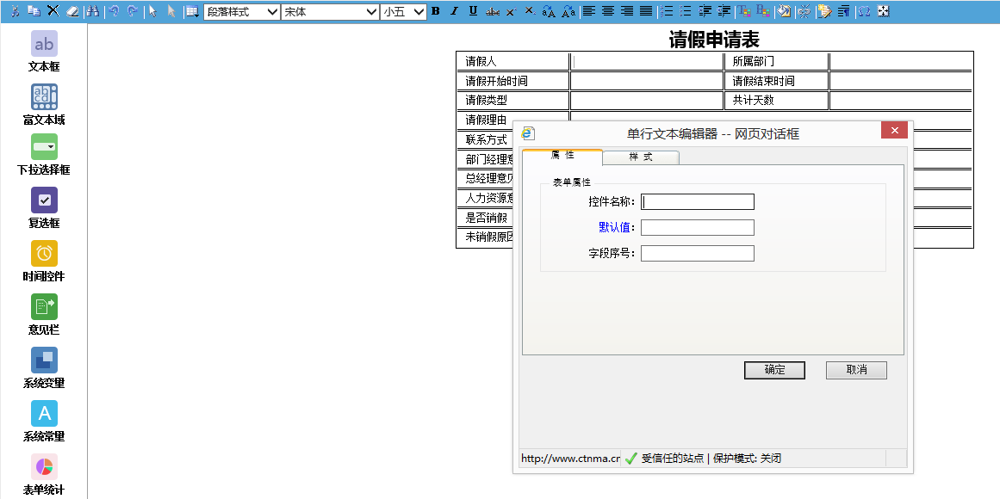 段落样式 宋体 小五 B I U abc
ab
文本框
abcd
富文本域
下拉选择框
复选框
时间控件
意见栏
系统变量
A
系统常量
表单统计
请假申请表
请假人 所属部门
请假开始时间 请假结束时间
请假类型 共计天数
请假理由
联系方式
部门经理意
总经理意见
人力资源意
是否销假
未销假原因
单行文本编辑器 -- 网页对话框
属 性 样 式
表单属性
控件名称：
默认值：
字段序号：
确定 取消
http://www.ctnma.cr 受信任的站点 | 保护模式: 关闭